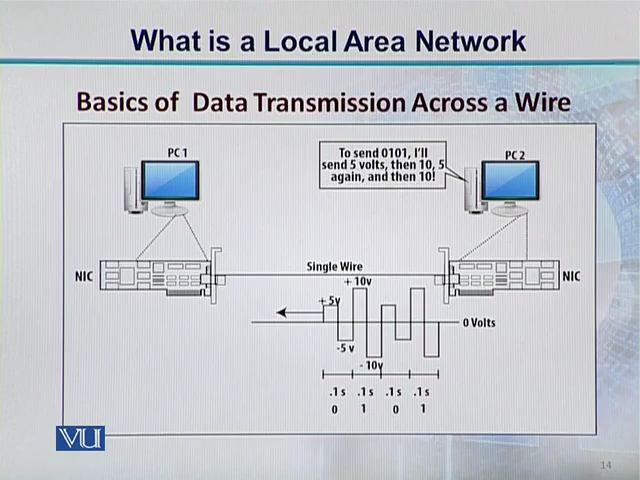 What is a Local Area Network
Basics of Data Transmission Across a Wire
PC 1
To send 0101, I'll
send 5 volts, then 10, 5
again, and then 10!
PC 2
NIC
Single Wire
NIC
+ 10v
+ 5v
0 Volts
-5 v
- 10v
.1 s .1 s .1 s .1 s
0 1 0 1
VU
14